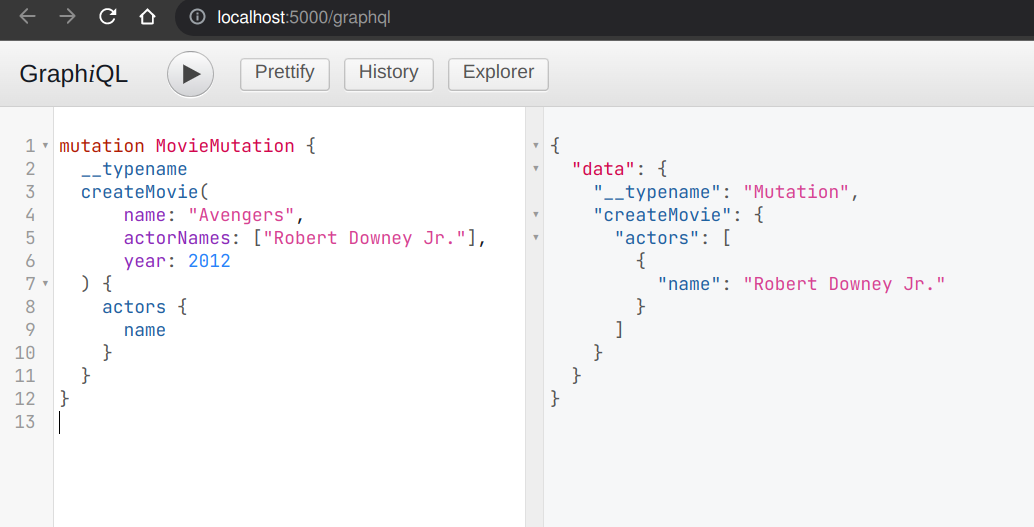 localhost:5000/graphql
GraphiQL Prettify History Explorer
1 mutation MovieMutation {
2   __typename
3   createMovie(
4       name: "Avengers",
5       actorNames: ["Robert Downey Jr."],
6       year: 2012
7   ) {
8     actors {
9       name
10     }
11   }
12 }
13
{
  "data": {
    "__typename": "Mutation",
    "createMovie": {
      "actors": [
        {
          "name": "Robert Downey Jr."
        }
      ]
    }
  }
}